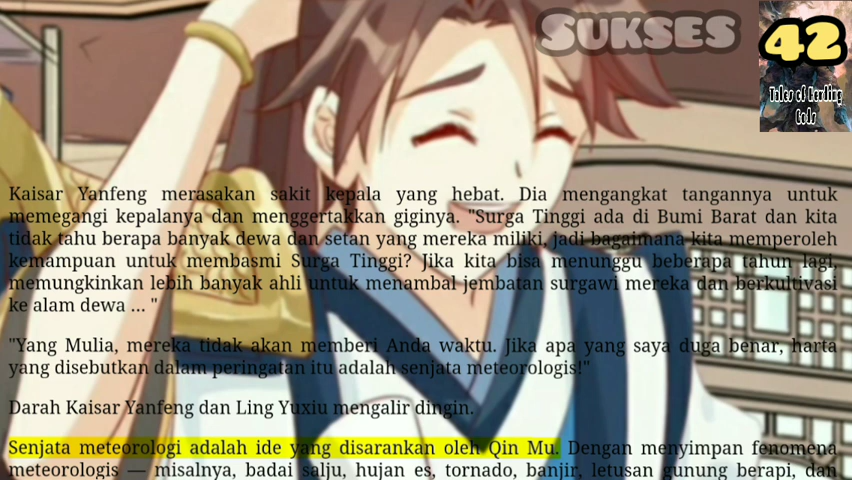 SUKSES
42
Tales of Herding
Gods
Kaisar Yanfeng merasakan sakit kepala yang hebat. Dia mengangkat tangannya untuk
memegangi kepalanya dan menggertakkan giginya. "Surga Tinggi ada di Bumi Barat dan kita
tidak tahu berapa banyak dewa dan setan yang mereka miliki, jadi bagaimana kita memperoleh
kemampuan untuk membasmi Surga Tinggi? Jika kita bisa menunggu beberapa tahun lagi,
memungkinkan lebih banyak ahli untuk menambal jembatan surgawi mereka dan berkultivasi
ke alam dewa ... "
"Yang Mulia, mereka tidak akan memberi Anda waktu. Jika apa yang saya duga benar, harta
yang disebutkan dalam peringatan itu adalah senjata meteorologis!"
Darah Kaisar Yanfeng dan Ling Yuxiu mengalir dingin.
Senjata meteorologi adalah ide yang disarankan oleh Qin Mu. Dengan menyimpan fenomena
meteorologis — misalnya, badai salju, hujan es, tornado, banjir, letusan gunung berapi, dan